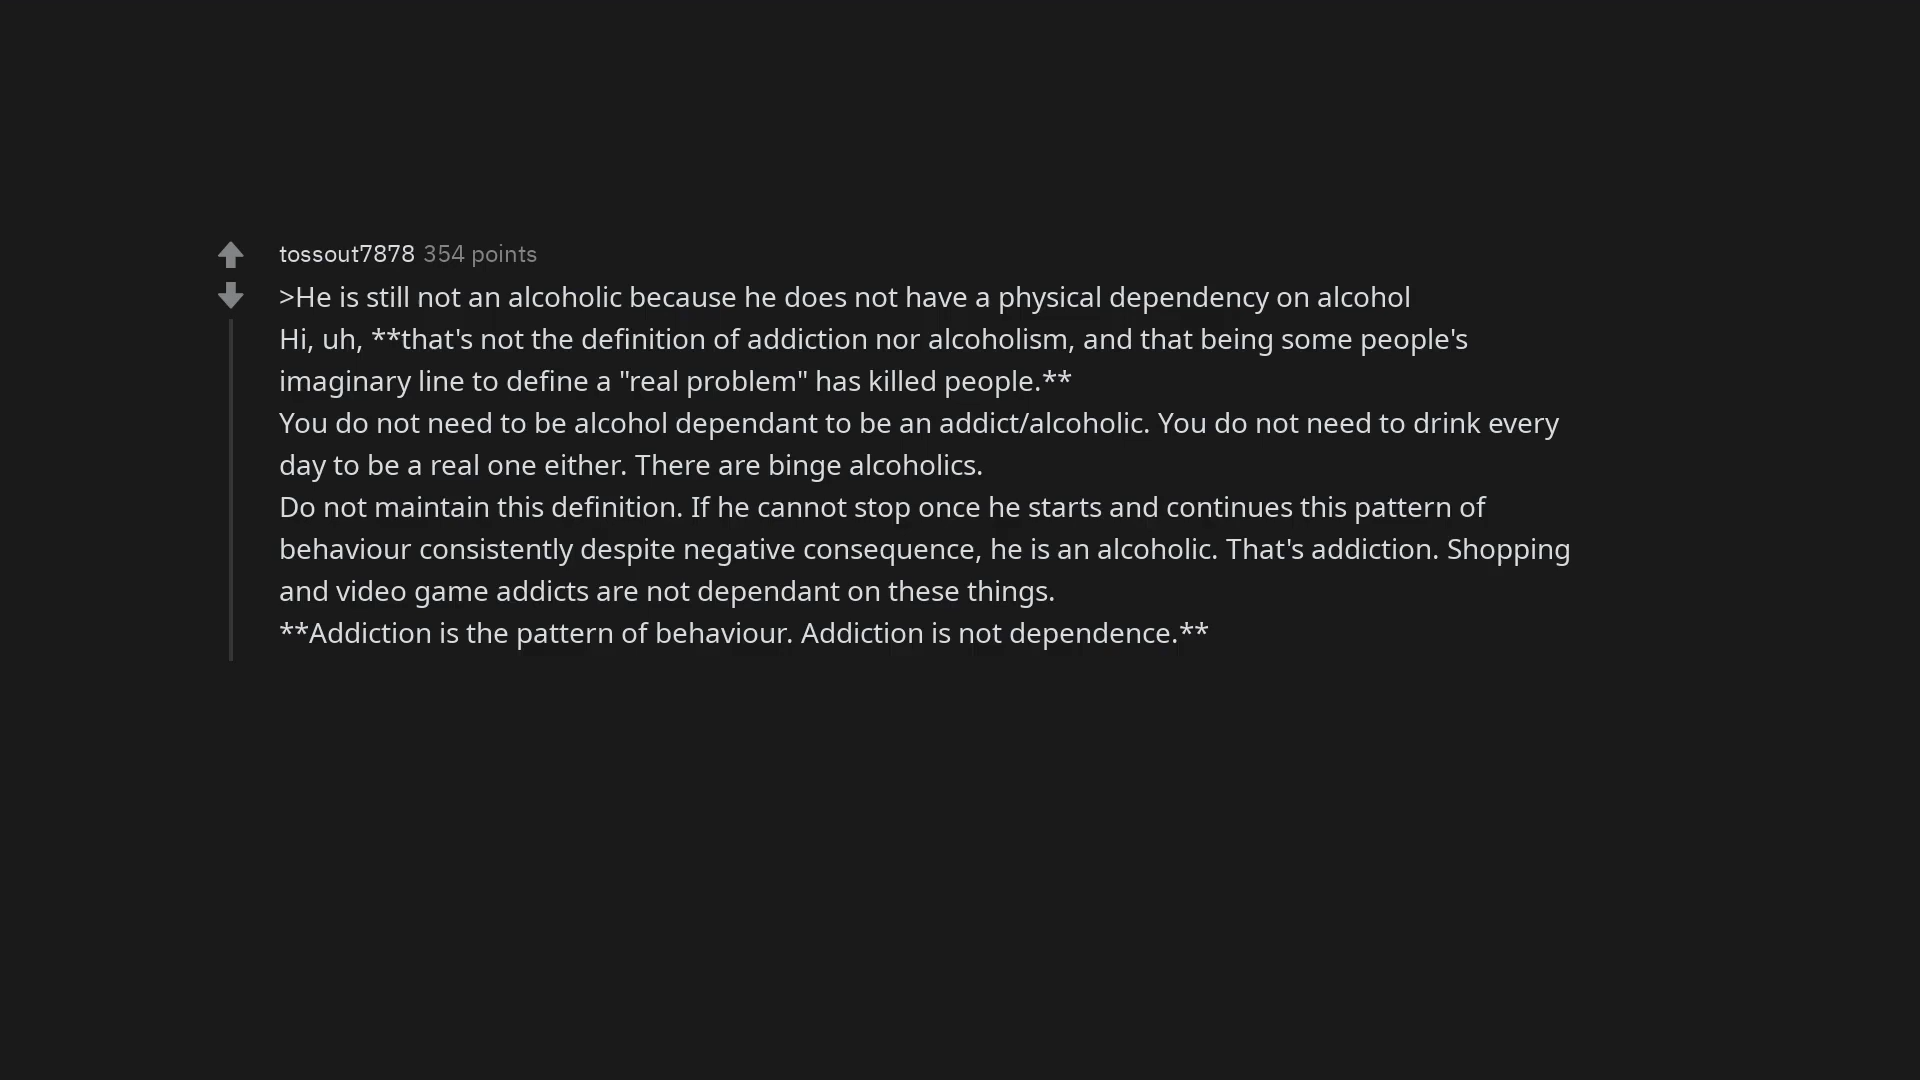 tossout7878 354 points
>He is still not an alcoholic because he does not have a physical dependency on alcohol
Hi, uh, **that's not the definition of addiction nor alcoholism, and that being some people's
imaginary line to define a "real problem" has killed people.**
You do not need to be alcohol dependant to be an addict/alcoholic. You do not need to drink every
day to be a real one either. There are binge alcoholics.
Do not maintain this definition. If he cannot stop once he starts and continues this pattern of
behaviour consistently despite negative consequence, he is an alcoholic. That's addiction. Shopping
and video game addicts are not dependant on these things.
**Addiction is the pattern of behaviour. Addiction is not dependence.**